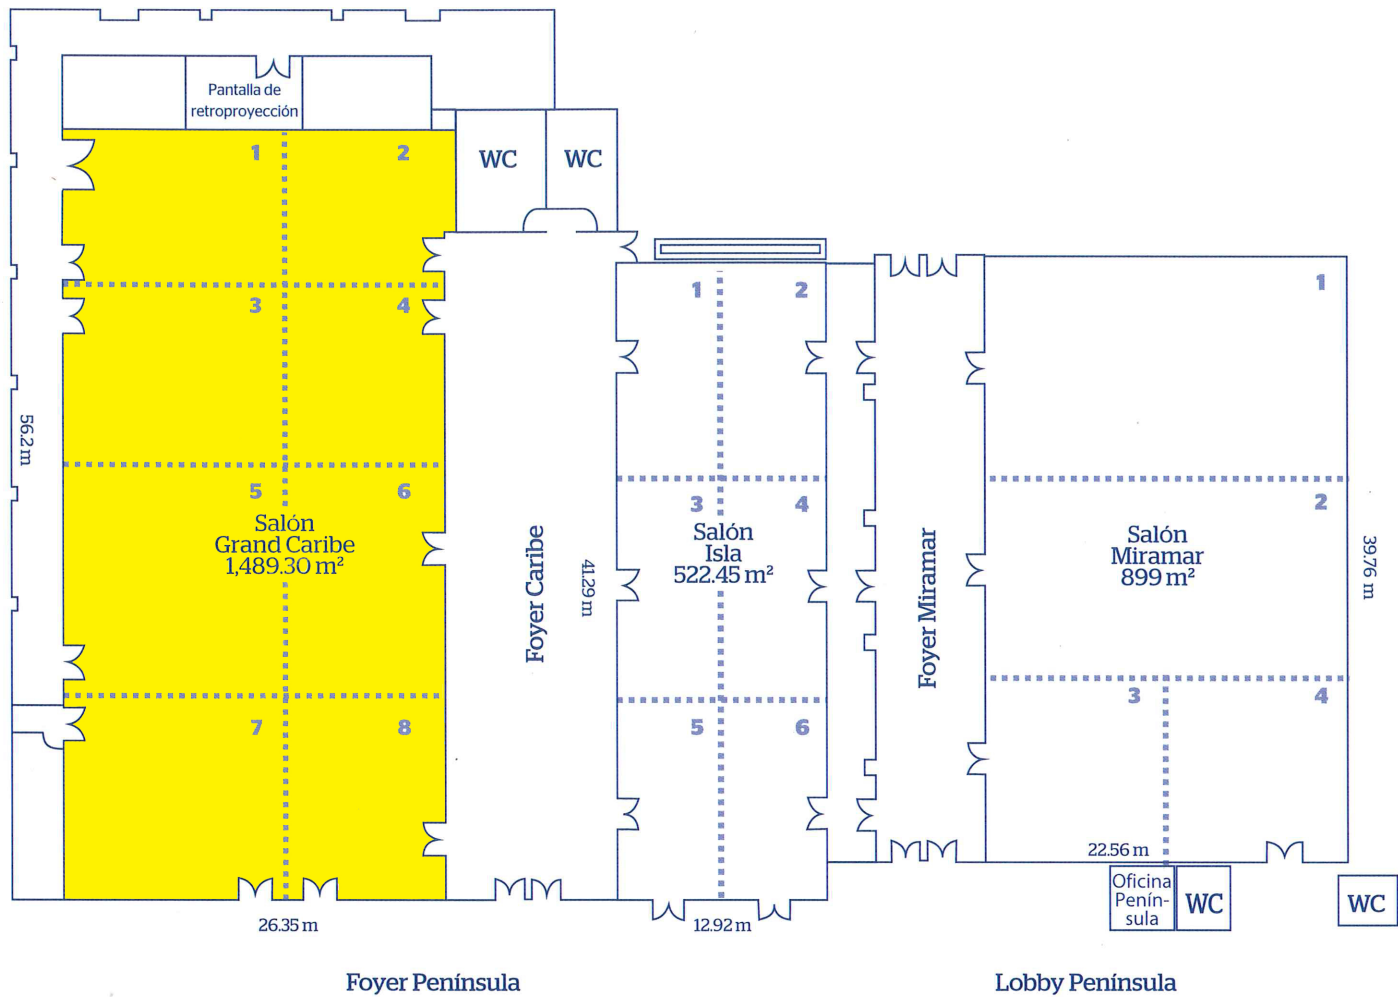 Pantalla de
retroproyección
1
2
WC
WC
3
4
1
2
1
56.2 m
5
6
3
4
2
Salón
Grand Caribe
1,489.30 m²
Foyer Caribe
41.29 m
Salón
Isla
522.45 m²
Foyer Miramar
Salón
Miramar
899 m²
39.76 m
7
8
5
6
3
4
22.56 m
26.35 m
12.92 m
Oficina
Penín-
sula
WC
WC
Foyer Península
Lobby Península